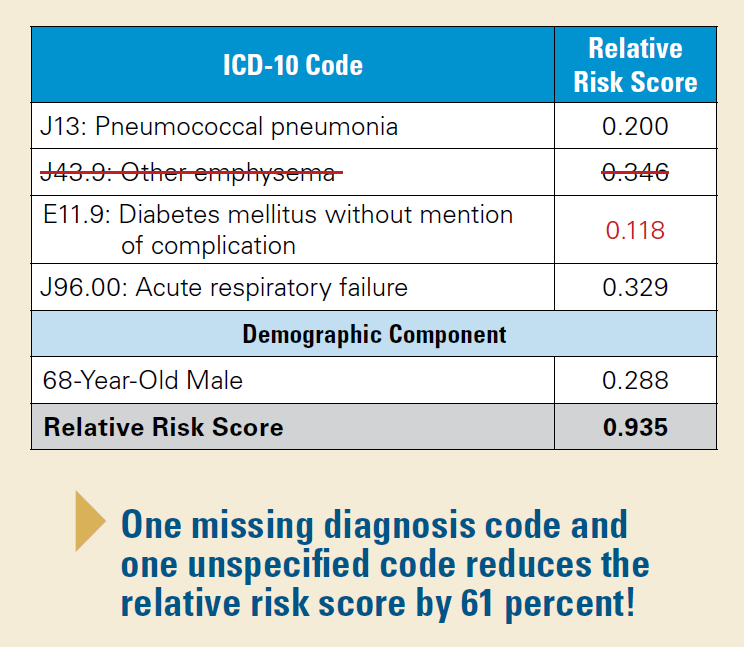 ICD-10 Code
Relative
Risk Score
J13: Pneumococcal pneumonia 0.200
J43.9: Other emphysema 0.346
E11.9: Diabetes mellitus without mention
of complication
0.118
J96.00: Acute respiratory failure 0.329
Demographic Component
68-Year-Old Male 0.288
Relative Risk Score 0.935
One missing diagnosis code and
one unspecified code reduces the
relative risk score by 61 percent!